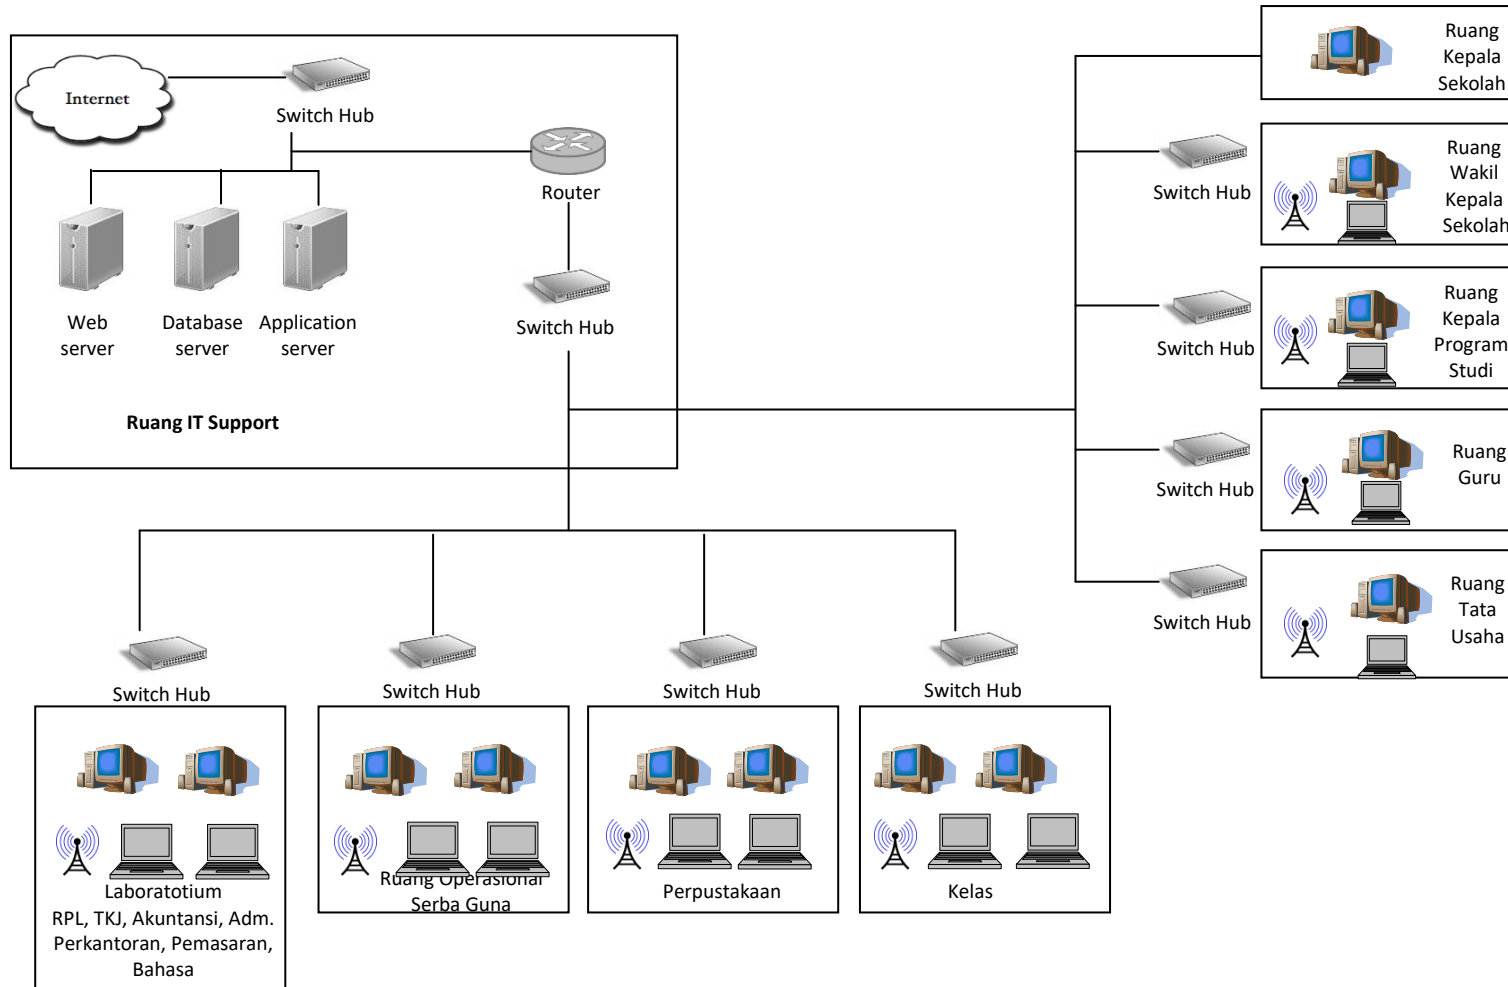 Internet
Switch Hub
Router
Switch Hub
Web
server
Database
server
Application
server
Ruang IT Support
Ruang
Kepala
Sekolah
Switch Hub
Ruang
Wakil
Kepala
Sekolah
Switch Hub
Ruang
Kepala
Program
Studi
Switch Hub
Ruang
Guru
Switch Hub
Ruang
Tata
Usaha
Switch Hub
Switch Hub
Switch Hub
Switch Hub
Laboratotium
RPL, TKJ, Akuntansi, Adm.
Perkantoran, Pemasaran,
Bahasa
Ruang Operasional
Serba Guna
Perpustakaan
Kelas